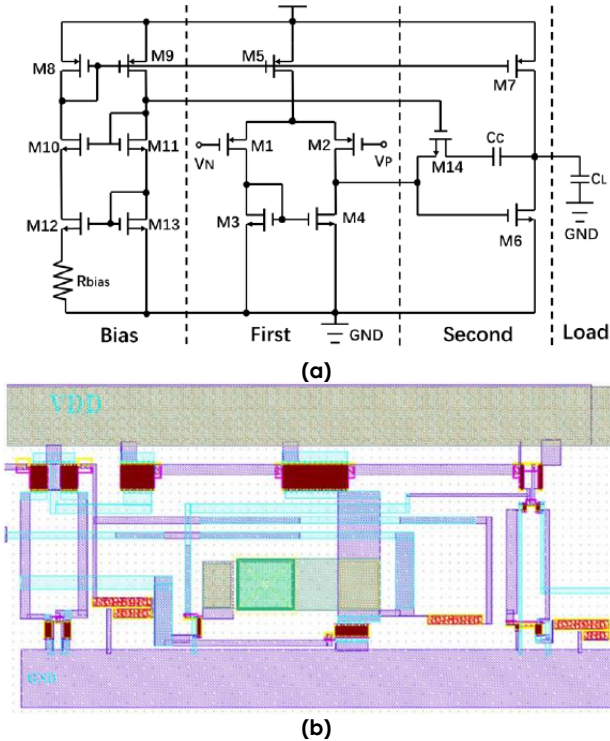 M8
M9
M5
M7
M10
M11
M1
M2
VN
VP
M14
Cc
CL
GND
M12
M13
M3
M4
M6
Rbias
GND
Bias
First
Second
Load
(a)
VDD
(b)